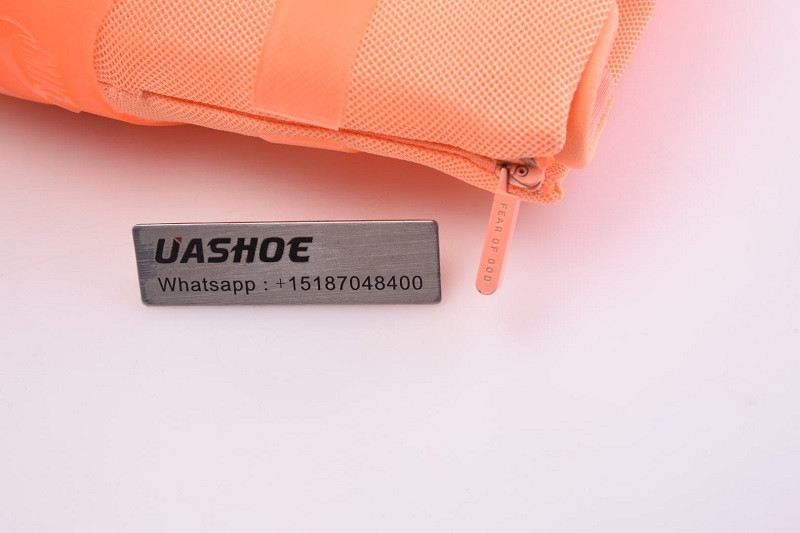 UASHOE
Whatsapp : +15187048400
FEAR OF GOD